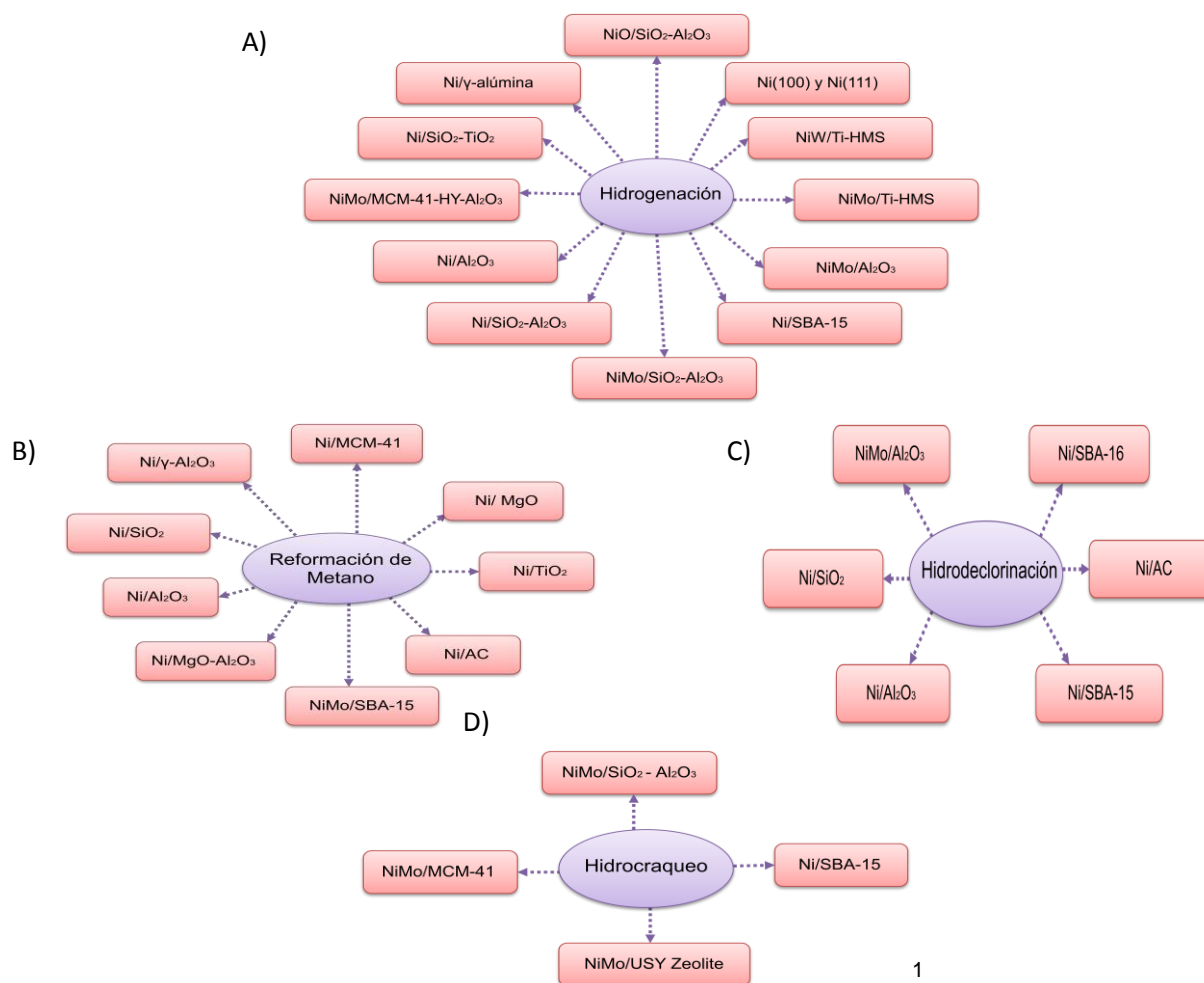 A)
NiO/SiO₂-Al₂O₃
Ni/γ-alúmina
Ni(100) y Ni(111)
Ni/SiO₂-TiO₂
NiW/Ti-HMS
Hidrogenación
NiMo/MCM-41-HY-Al₂O₃
NiMo/Ti-HMS
Ni/Al₂O₃
NiMo/Al₂O₃
Ni/SiO₂-Al₂O₃
Ni/SBA-15
NiMo/SiO₂-Al₂O₃
B)
Ni/MCM-41
Ni/γ-Al₂O₃
Ni/ MgO
Ni/SiO₂
Reformación de
Metano
Ni/TiO₂
Ni/Al₂O₃
Ni/MgO-Al₂O₃
Ni/AC
NiMo/SBA-15
C)
NiMo/Al₂O₃
Ni/SBA-16
Hidrodeclorinación
Ni/SiO₂
Ni/AC
Ni/Al₂O₃
Ni/SBA-15
D)
NiMo/SiO₂ - Al₂O₃
Hidrocraqueo
NiMo/MCM-41
Ni/SBA-15
NiMo/USY Zeolite
1